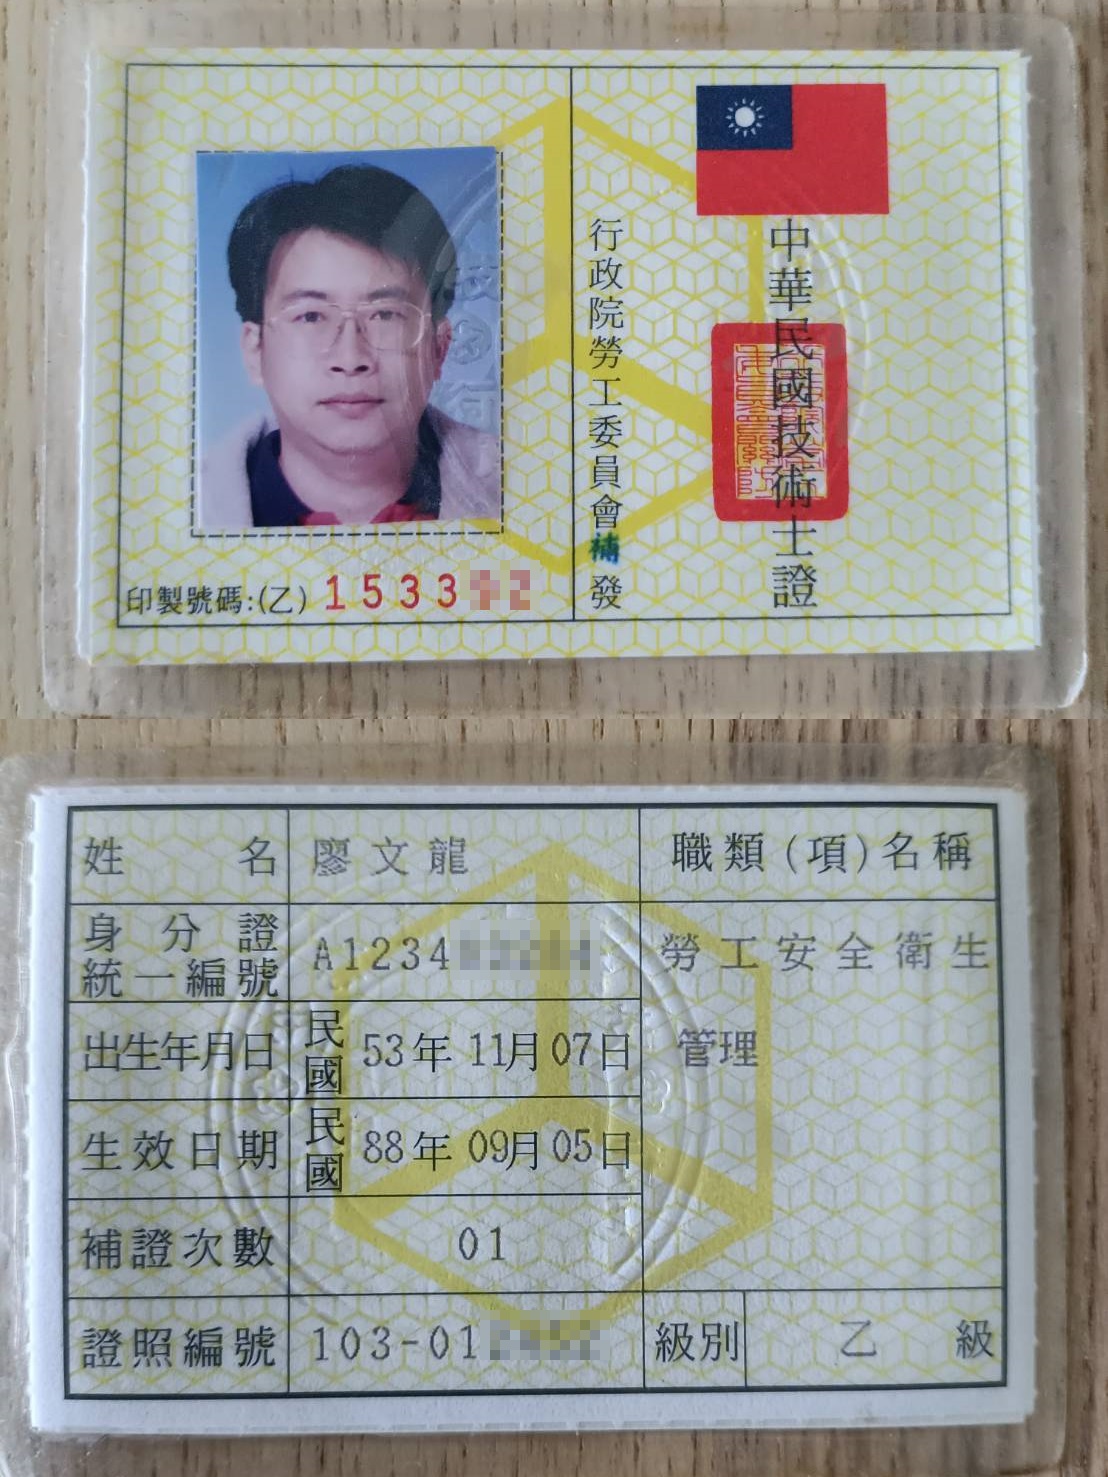 中華民國技術士證
行政院勞工委員會補發
印製號碼:(乙) 1533
姓名 廖文龍
身分證統一編號 A1234
出生年月日 民國 53年 11月 07日
生效日期 民國 88年 09月 05日
補證次數 01
證照編號 103-01
職類(項)名稱
勞工安全衛生
管理
級別 乙級